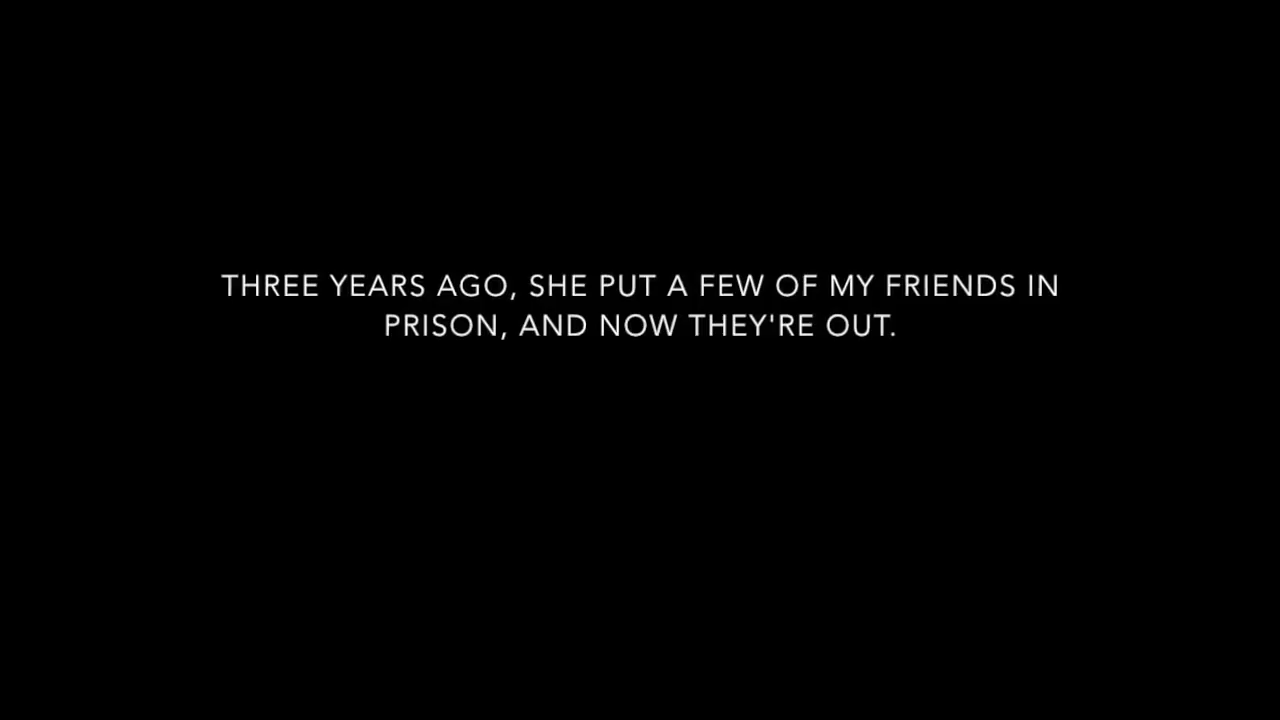 THREE YEARS AGO, SHE PUT A FEW OF MY FRIENDS IN
PRISON, AND NOW THEY'RE OUT.